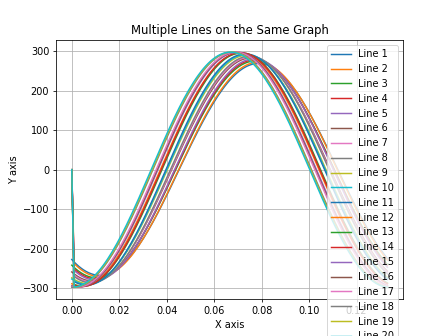 Multiple Lines on the Same Graph
300
200
100
0
-100
-200
-300
Y axis
0.00
0.02
0.04
0.06
0.08
0.10
X axis
Line 1
Line 2
Line 3
Line 4
Line 5
Line 6
Line 7
Line 8
Line 9
Line 10
Line 11
Line 12
Line 13
Line 14
Line 15
Line 16
Line 17
Line 18
Line 19
Line 20